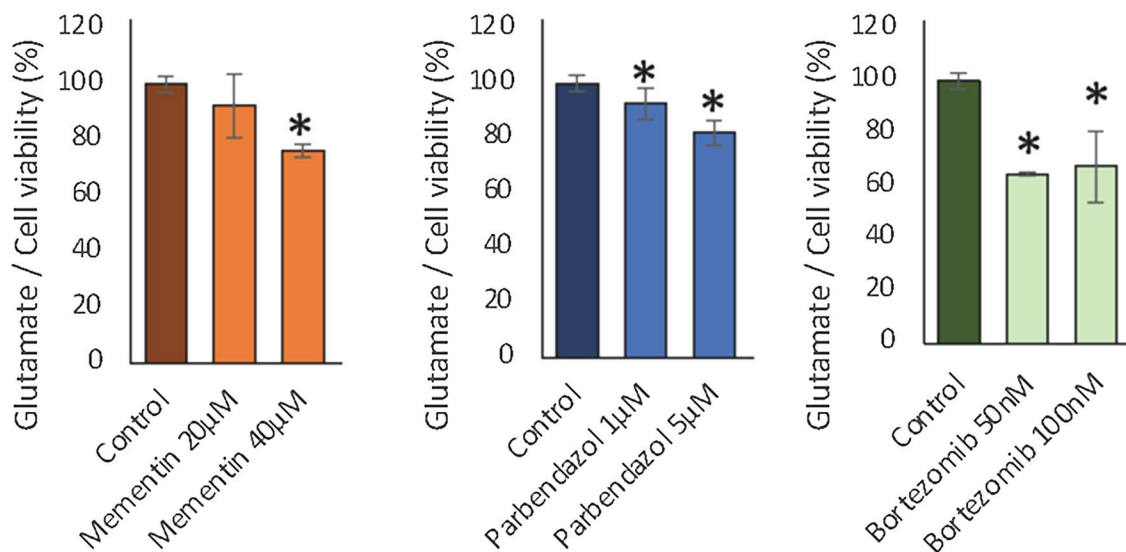 Glutamate / Cell viability (%)
120
100
80
60
40
20
0
*
Control
Mementin 20µM
Mementin 40µM
Glutamate / Cell viability (%)
120
100
80
60
40
20
0
*
*
Control
Parbendazol 1µM
Parbendazol 5µM
Glutamate / Cell viability (%)
120
100
80
60
40
20
0
*
*
Control
Bortezomib 50nM
Bortezomib 100nM